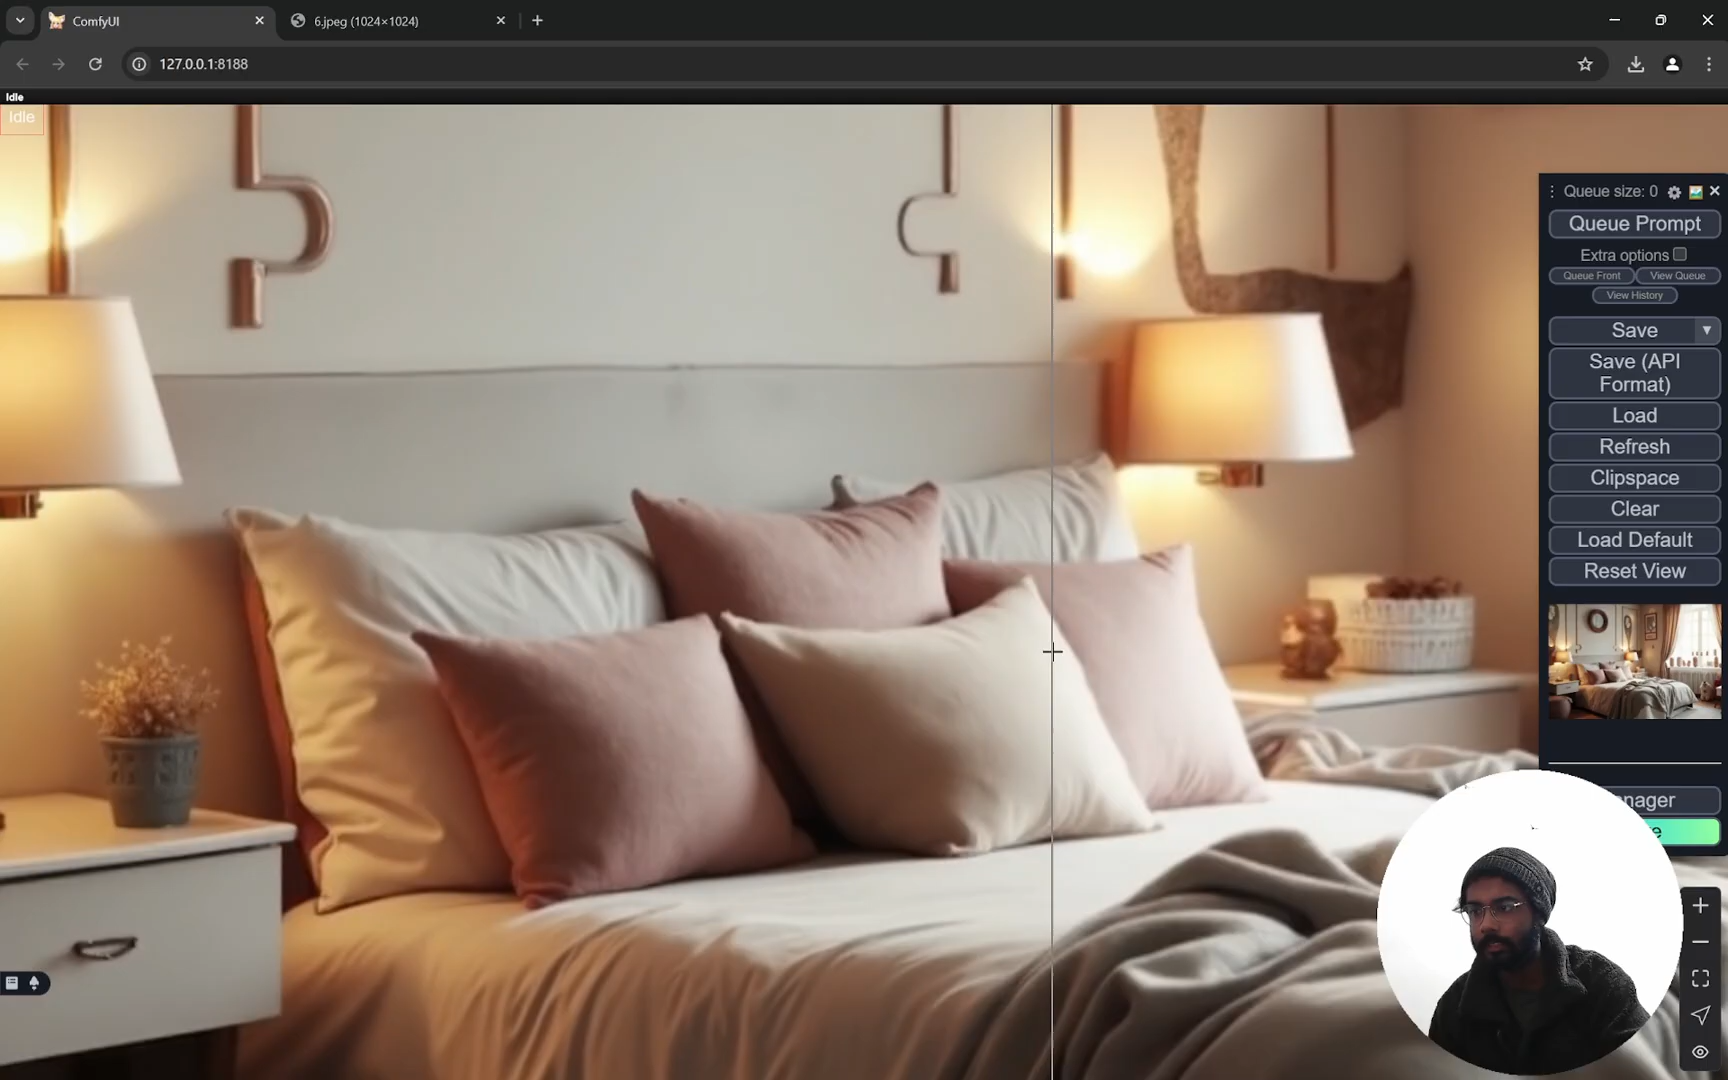 ComfyUI
6.jpeg (1024×1024)
127.0.0.1:8188
Idle
Idle
Queue size: 0
Queue Prompt
Extra options
Queue Front
View Queue
View History
Save
Save (API
Format)
Load
Refresh
Clipspace
Clear
Load Default
Reset View